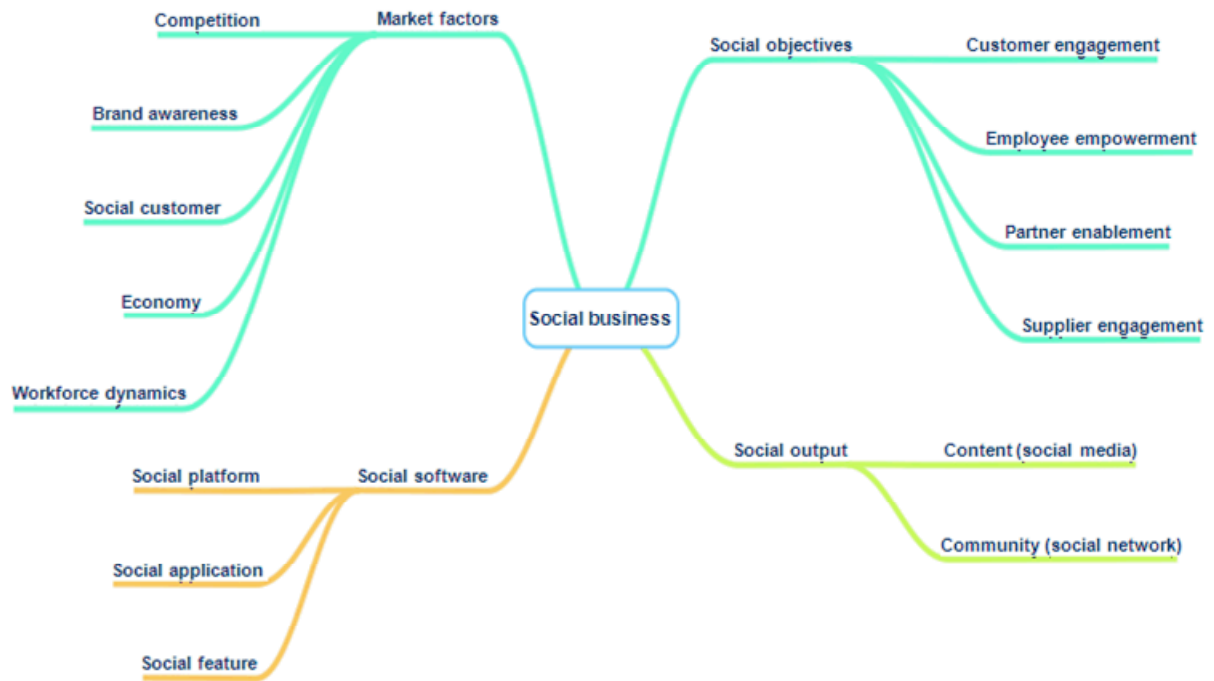 Competition
Market factors
Brand awareness
Social customer
Economy
Workforce dynamics
Social objectives
Customer engagement
Employee empowerment
Partner enablement
Supplier engagement
Social business
Social software
Social platform
Social application
Social feature
Social output
Content (social media)
Community (social network)